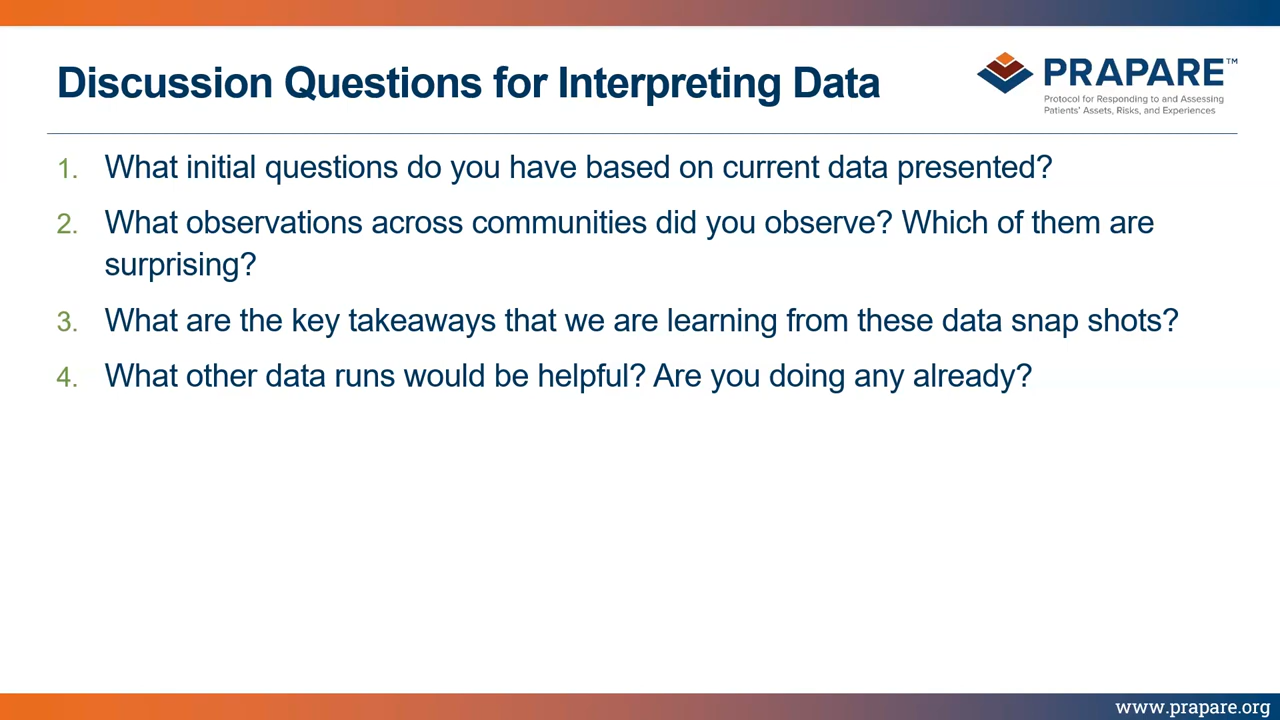 Discussion Questions for Interpreting Data
PRAPARE™
Protocol for Responding to and Assessing
Patients' Assets, Risks, and Experiences
1. What initial questions do you have based on current data presented?
2. What observations across communities did you observe? Which of them are
surprising?
3. What are the key takeaways that we are learning from these data snap shots?
4. What other data runs would be helpful? Are you doing any already?
www.prapare.org